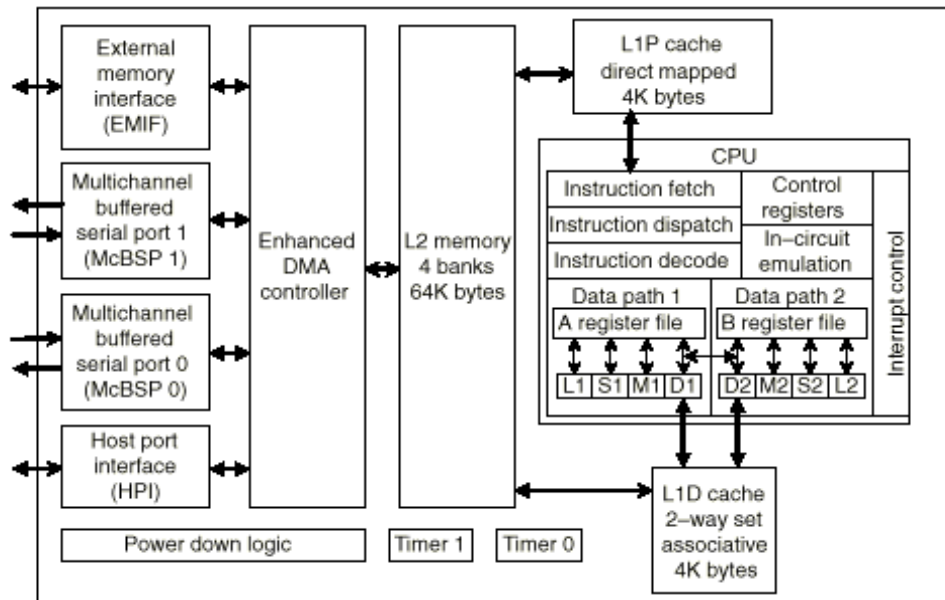 External
memory
interface
(EMIF)
Multichannel
buffered
serial port 1
(McBSP 1)
Multichannel
buffered
serial port 0
(McBSP 0)
Host port
interface
(HPI)
Enhanced
DMA
controller
L2 memory
4 banks
64K bytes
L1P cache
direct mapped
4K bytes
CPU
Instruction fetch
Instruction dispatch
Instruction decode
Control
registers
In–circuit
emulation
Interrupt control
Data path 1
A register file
L1 S1 M1 D1
Data path 2
B register file
D2 M2 S2 L2
L1D cache
2–way set
associative
4K bytes
Power down logic
Timer 1
Timer 0